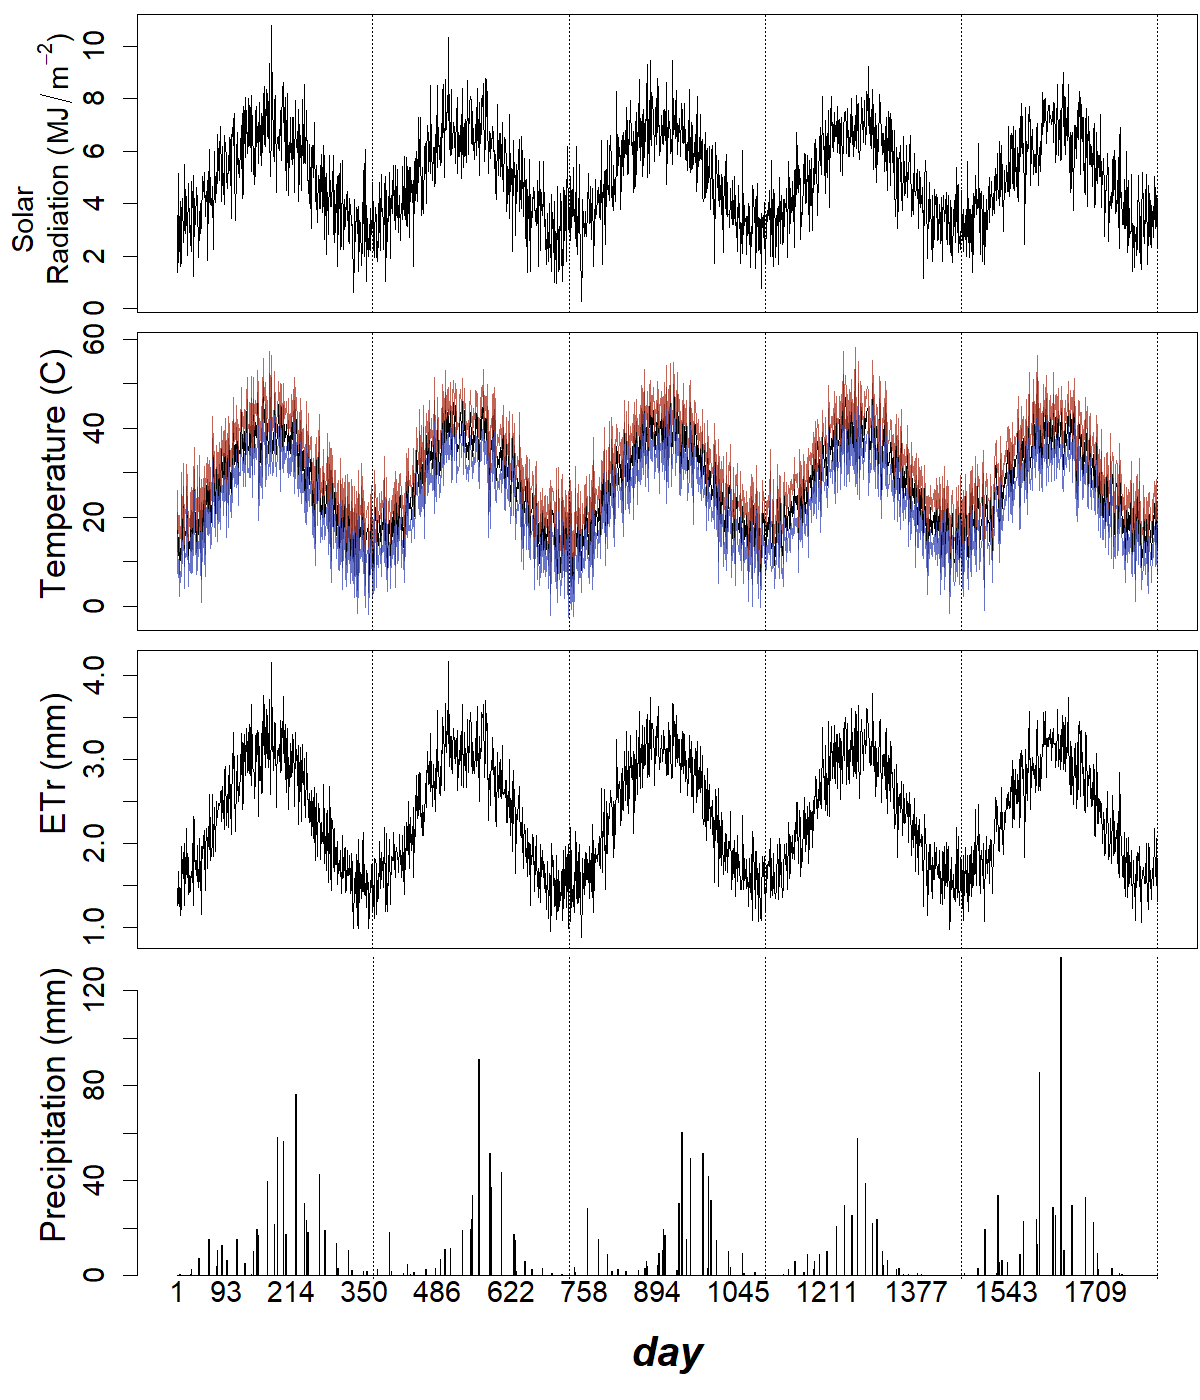 Solar
Radiation (MJ/m⁻²)
10
8
6
4
2
0
Temperature (C)
60
40
20
0
ETr (mm)
4.0
3.0
2.0
1.0
Precipitation (mm)
120
80
40
0
1 93 214 350 486 622 758 894 1045 1211 1377 1543 1709
day